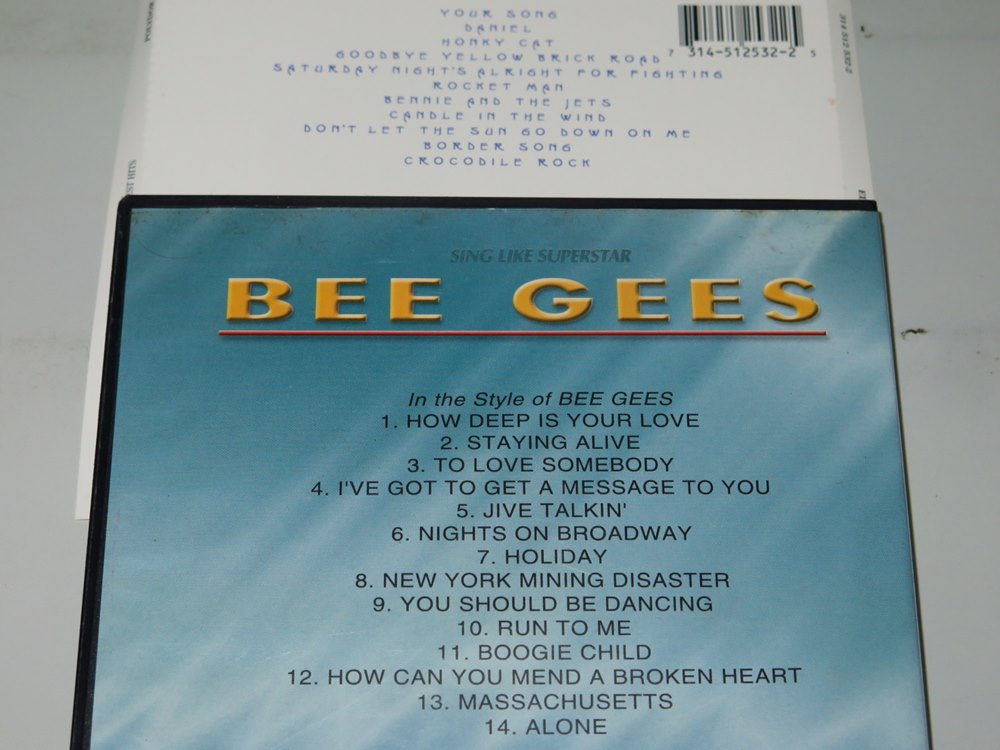 YOUR SONG
DANIEL
HONKY CAT
GOODBYE YELLOW BRICK ROAD
SATURDAY NIGHT'S ALRIGHT FOR FIGHTING
ROCKET MAN
BENNIE AND THE JETS
CANDLE IN THE WIND
DON'T LET THE SUN GO DOWN ON ME
BORDER SONG
CROCODILE ROCK
7 314-512532-2 5
314 512 532-2
SING LIKE SUPERSTAR
BEE GEES
In the Style of BEE GEES
1. HOW DEEP IS YOUR LOVE
2. STAYING ALIVE
3. TO LOVE SOMEBODY
4. I'VE GOT TO GET A MESSAGE TO YOU
5. JIVE TALKIN'
6. NIGHTS ON BROADWAY
7. HOLIDAY
8. NEW YORK MINING DISASTER
9. YOU SHOULD BE DANCING
10. RUN TO ME
11. BOOGIE CHILD
12. HOW CAN YOU MEND A BROKEN HEART
13. MASSACHUSETTS
14. ALONE